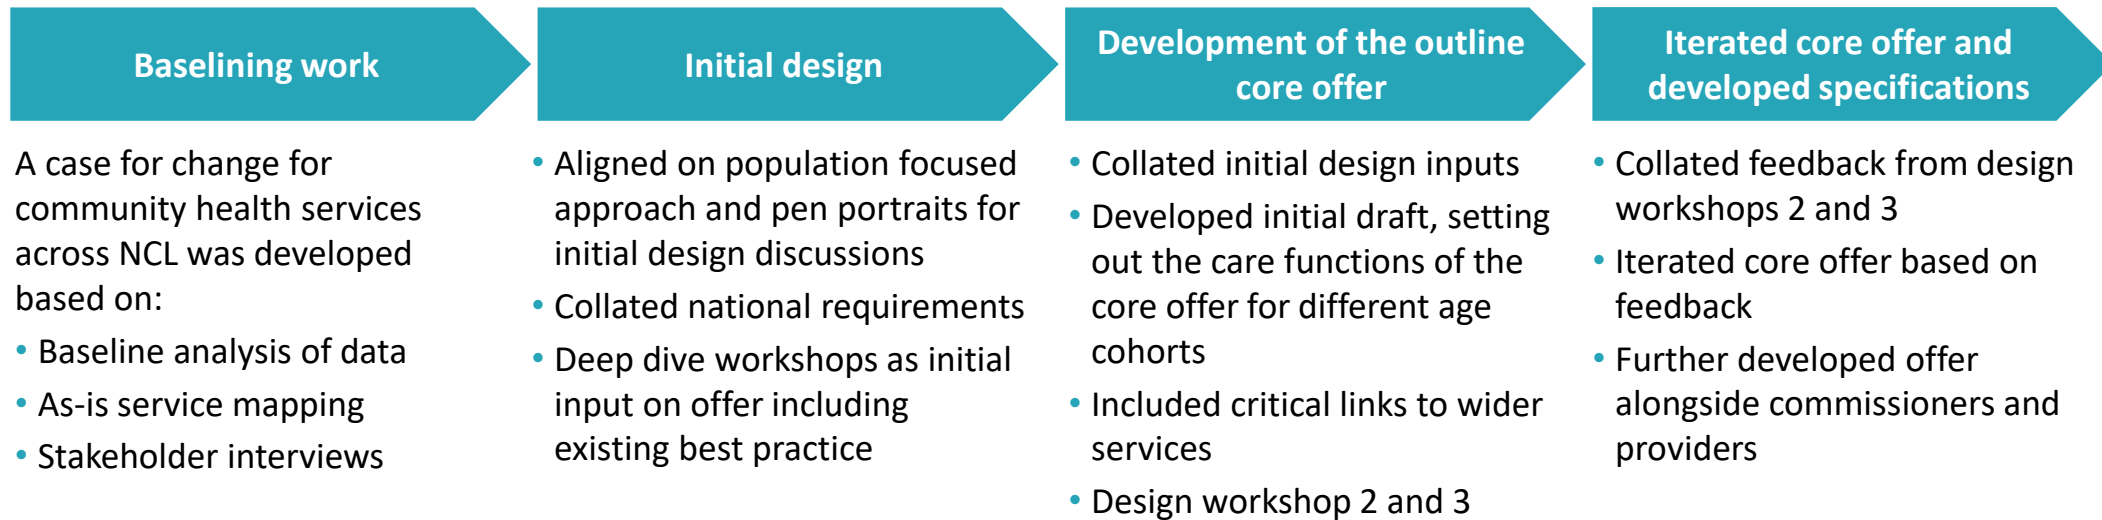 Baselining work
A case for change for
community health services
across NCL was developed
based on:
• Baseline analysis of data
• As-is service mapping
• Stakeholder interviews
Initial design
• Aligned on population focused
approach and pen portraits for
initial design discussions
• Collated national requirements
• Deep dive workshops as initial
input on offer including
existing best practice
Development of the outline
core offer
• Collated initial design inputs
• Developed initial draft, setting
out the care functions of the
core offer for different age
cohorts
• Included critical links to wider
services
• Design workshop 2 and 3
Iterated core offer and
developed specifications
• Collated feedback from design
workshops 2 and 3
• Iterated core offer based on
feedback
• Further developed offer
alongside commissioners and
providers